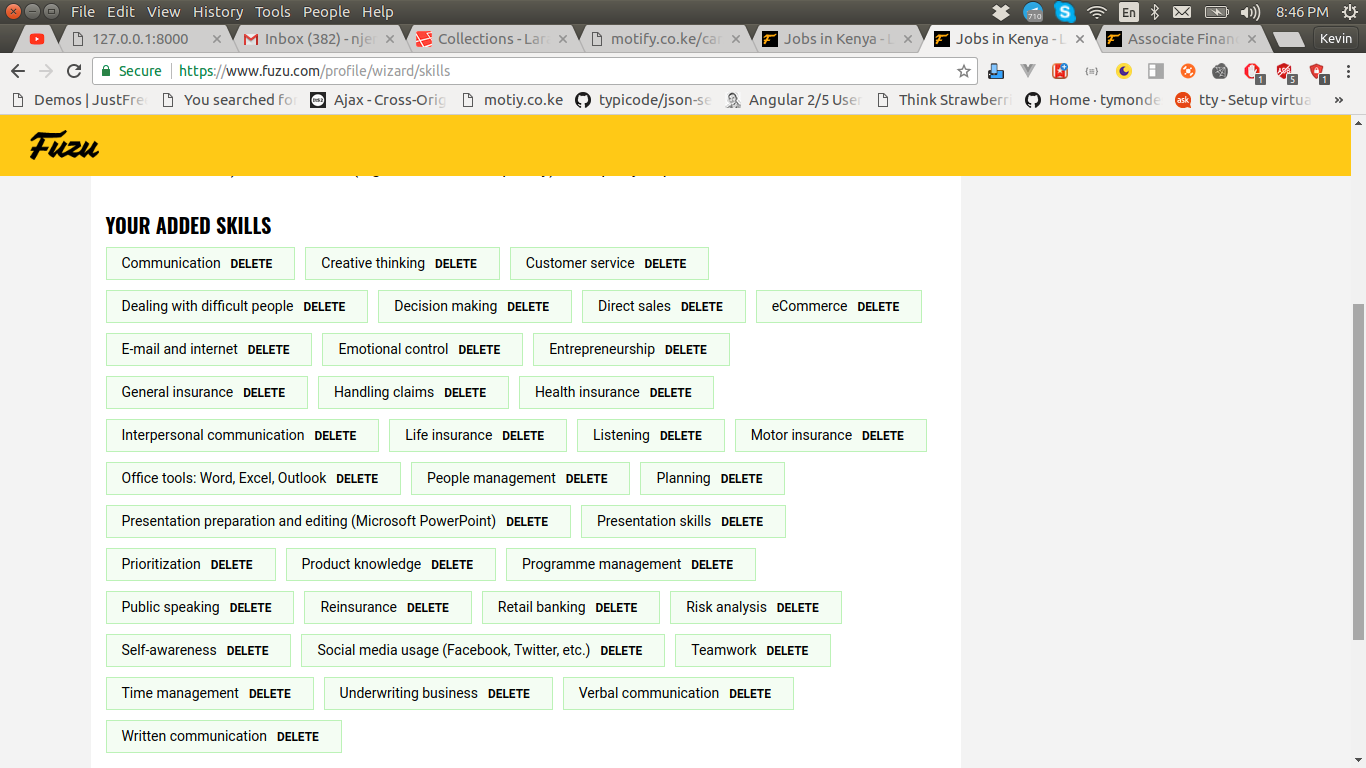 File Edit View History Tools People Help
710
En
8:46 PM
127.0.0.1:8000
Inbox (382) - njer
Collections - Lar
motify.co.ke/car
Jobs in Kenya - L
Jobs in Kenya - L
Associate Financ
Kevin
Secure https://www.fuzu.com/profile/wizard/skills
1 5 1
Demos | JustFre
You searched fo
Ajax - Cross-Orig
motiy.co.ke
typicode/json-se
Angular 2/5 User
Think Strawberri
Home · tymonde
ask
tty - Setup virtua
»
Fuzu
YOUR ADDED SKILLS
Communication DELETE Creative thinking DELETE Customer service DELETE
Dealing with difficult people DELETE Decision making DELETE Direct sales DELETE eCommerce DELETE
E-mail and internet DELETE Emotional control DELETE Entrepreneurship DELETE
General insurance DELETE Handling claims DELETE Health insurance DELETE
Interpersonal communication DELETE Life insurance DELETE Listening DELETE Motor insurance DELETE
Office tools: Word, Excel, Outlook DELETE People management DELETE Planning DELETE
Presentation preparation and editing (Microsoft PowerPoint) DELETE Presentation skills DELETE
Prioritization DELETE Product knowledge DELETE Programme management DELETE
Public speaking DELETE Reinsurance DELETE Retail banking DELETE Risk analysis DELETE
Self-awareness DELETE Social media usage (Facebook, Twitter, etc.) DELETE Teamwork DELETE
Time management DELETE Underwriting business DELETE Verbal communication DELETE
Written communication DELETE